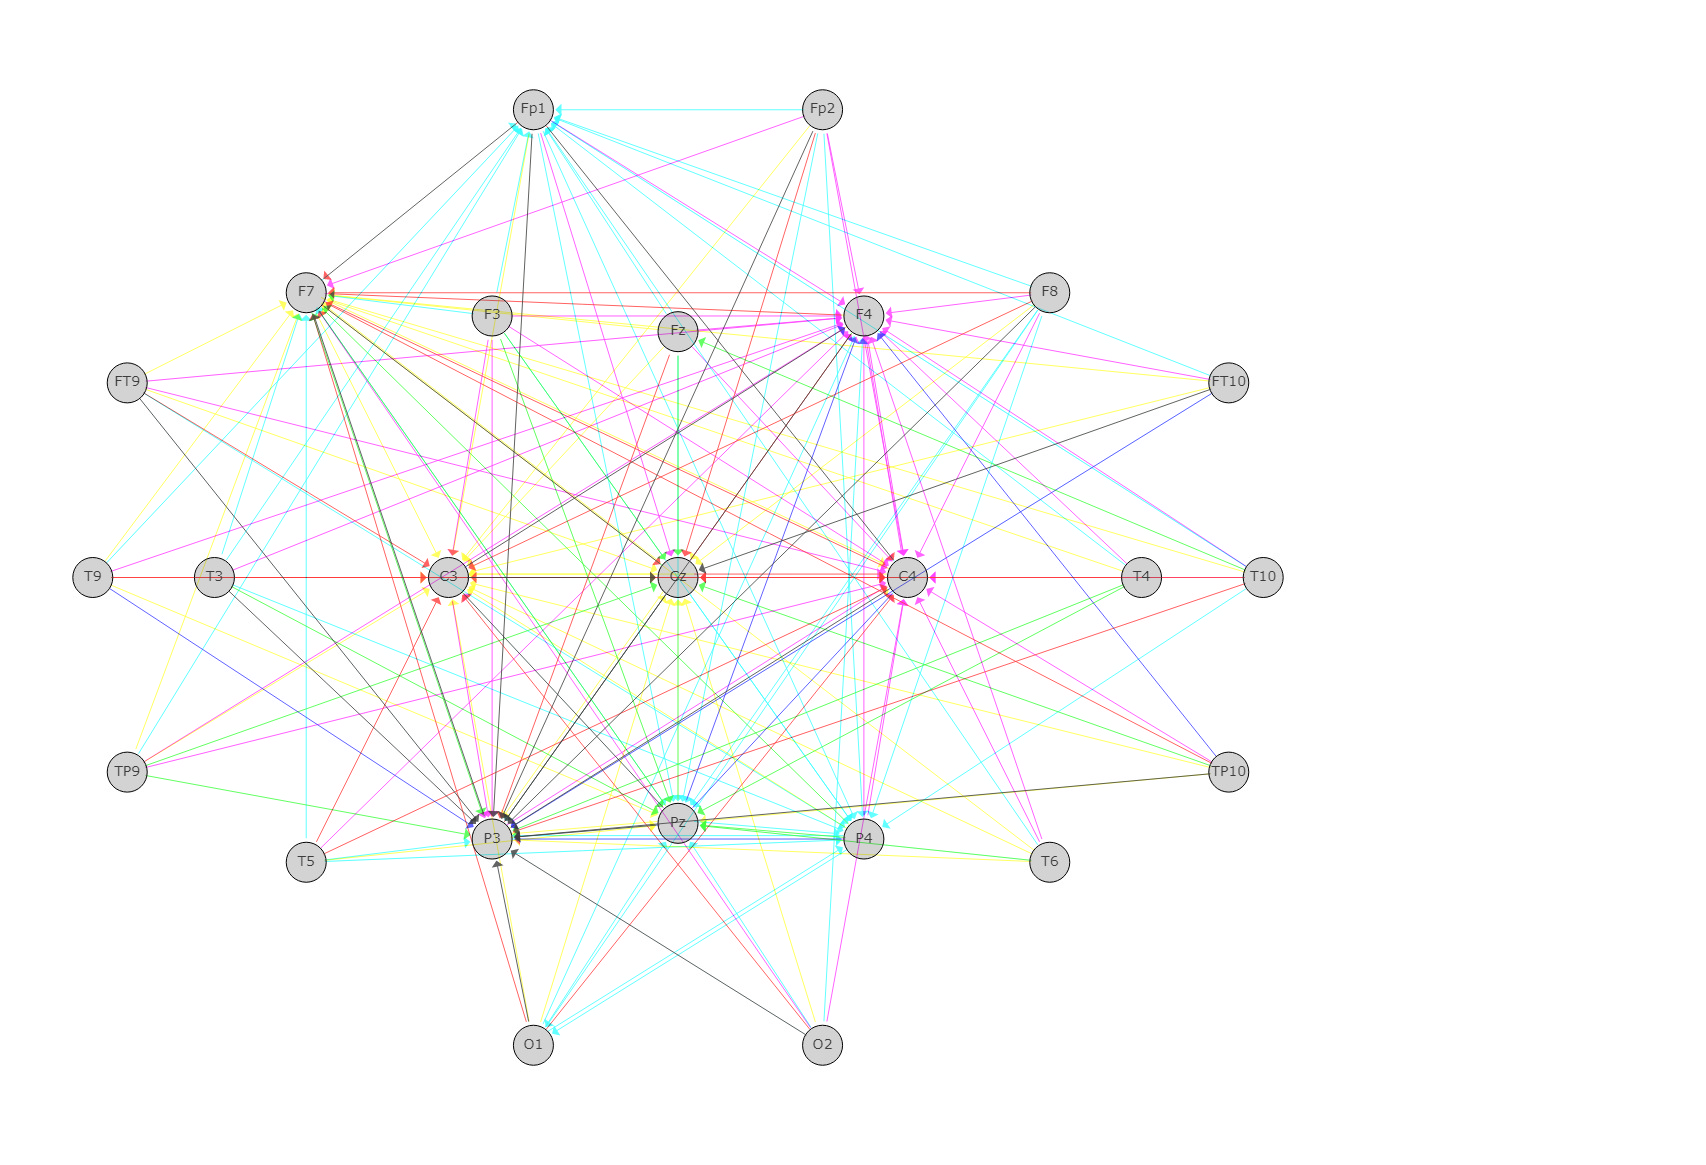 Fp1 Fp2
F7 F3 Fz F4 F8
FT9 FT10
T9 T3 C3 Cz C4 T4 T10
TP9 TP10
T5 P3 Pz P4 T6
O1 O2